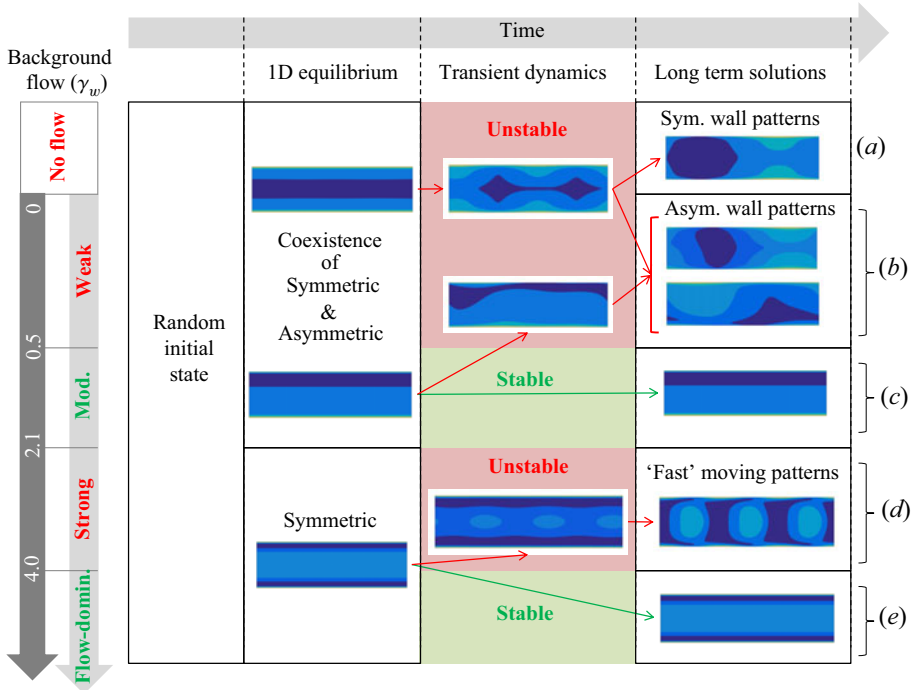 Time
Background
flow (γw)
1D equilibrium
Transient dynamics
Long term solutions
No flow
0
Weak
0.5
Mod.
2.1
Strong
4.0
Flow-domin.
Random
initial
state
Coexistence
of
Symmetric
&
Asymmetric
Symmetric
Unstable
Stable
Unstable
Stable
Sym. wall patterns
(a)
Asym. wall patterns
(b)
(c)
‘Fast’ moving patterns
(d)
(e)